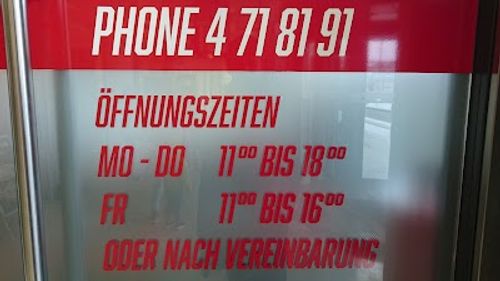 PHONE 4 71 81 91
ÖFFNUNGSZEITEN
MO - DO 11⁰⁰ BIS 18⁰⁰
FR 11⁰⁰ BIS 16⁰⁰
ODER NACH VEREINBARUNG